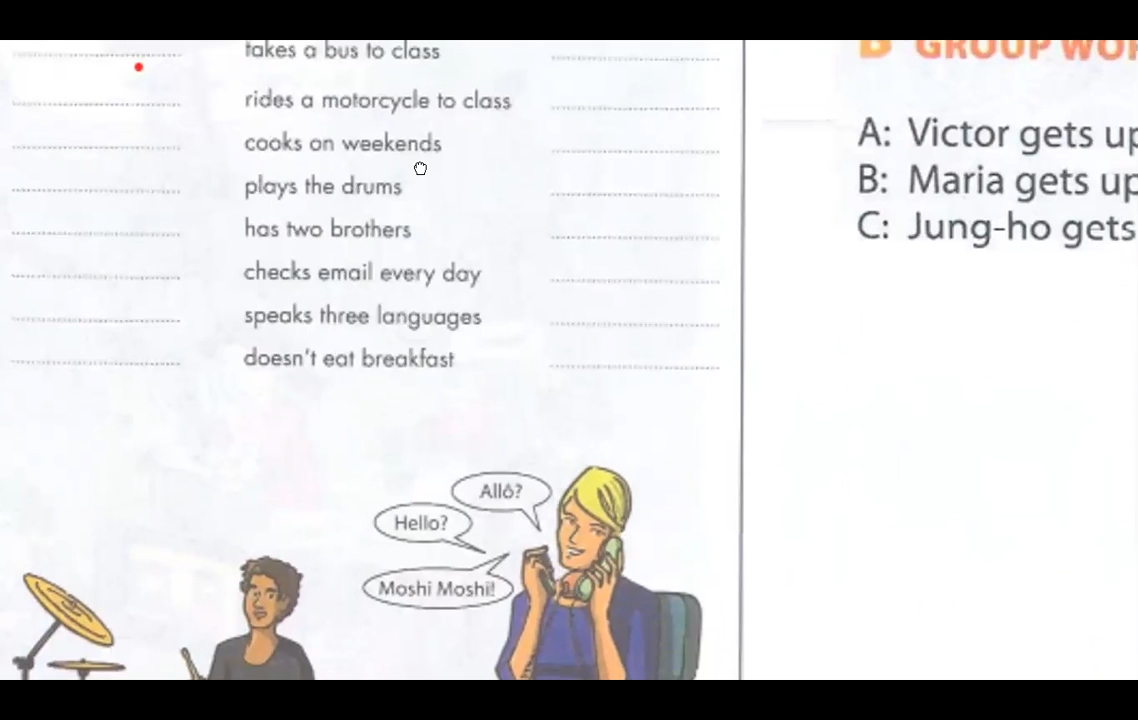 takes a bus to class
rides a motorcycle to class
cooks on weekends
plays the drums
has two brothers
checks email every day
speaks three languages
doesn't eat breakfast
Allô?
Hello?
Moshi Moshi!
B GROUP WOR
A: Victor gets up
B: Maria gets up
C: Jung-ho gets